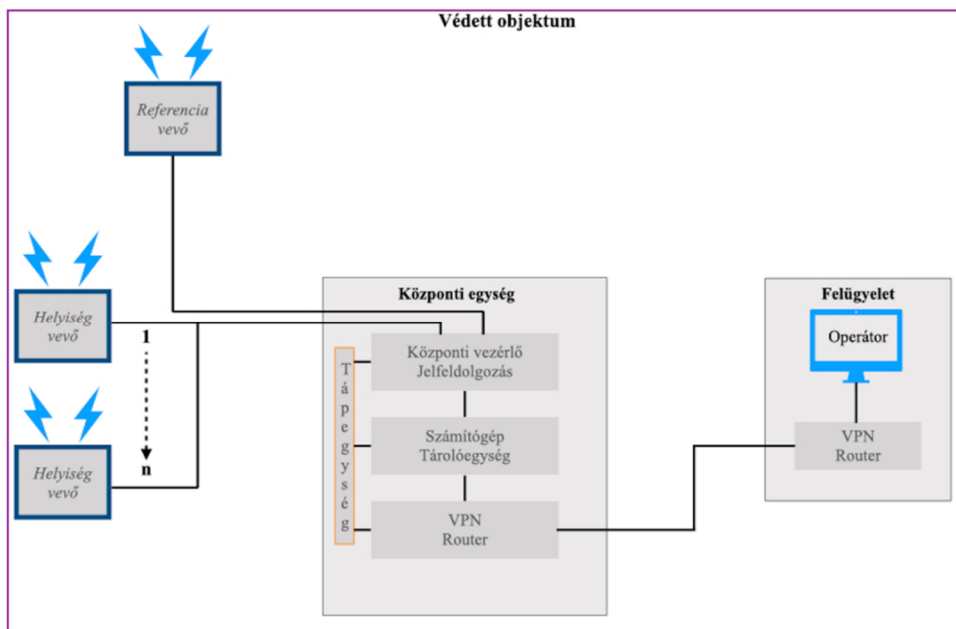 Védett objektum
Referencia
vevő
Helyiség
vevő
1
n
Helyiség
vevő
Központi egység
Központi vezérlő
Jelfeldolgozás
Tápegység
Számítógép
Tárolóegység
VPN
Router
Felügyelet
Operátor
VPN
Router